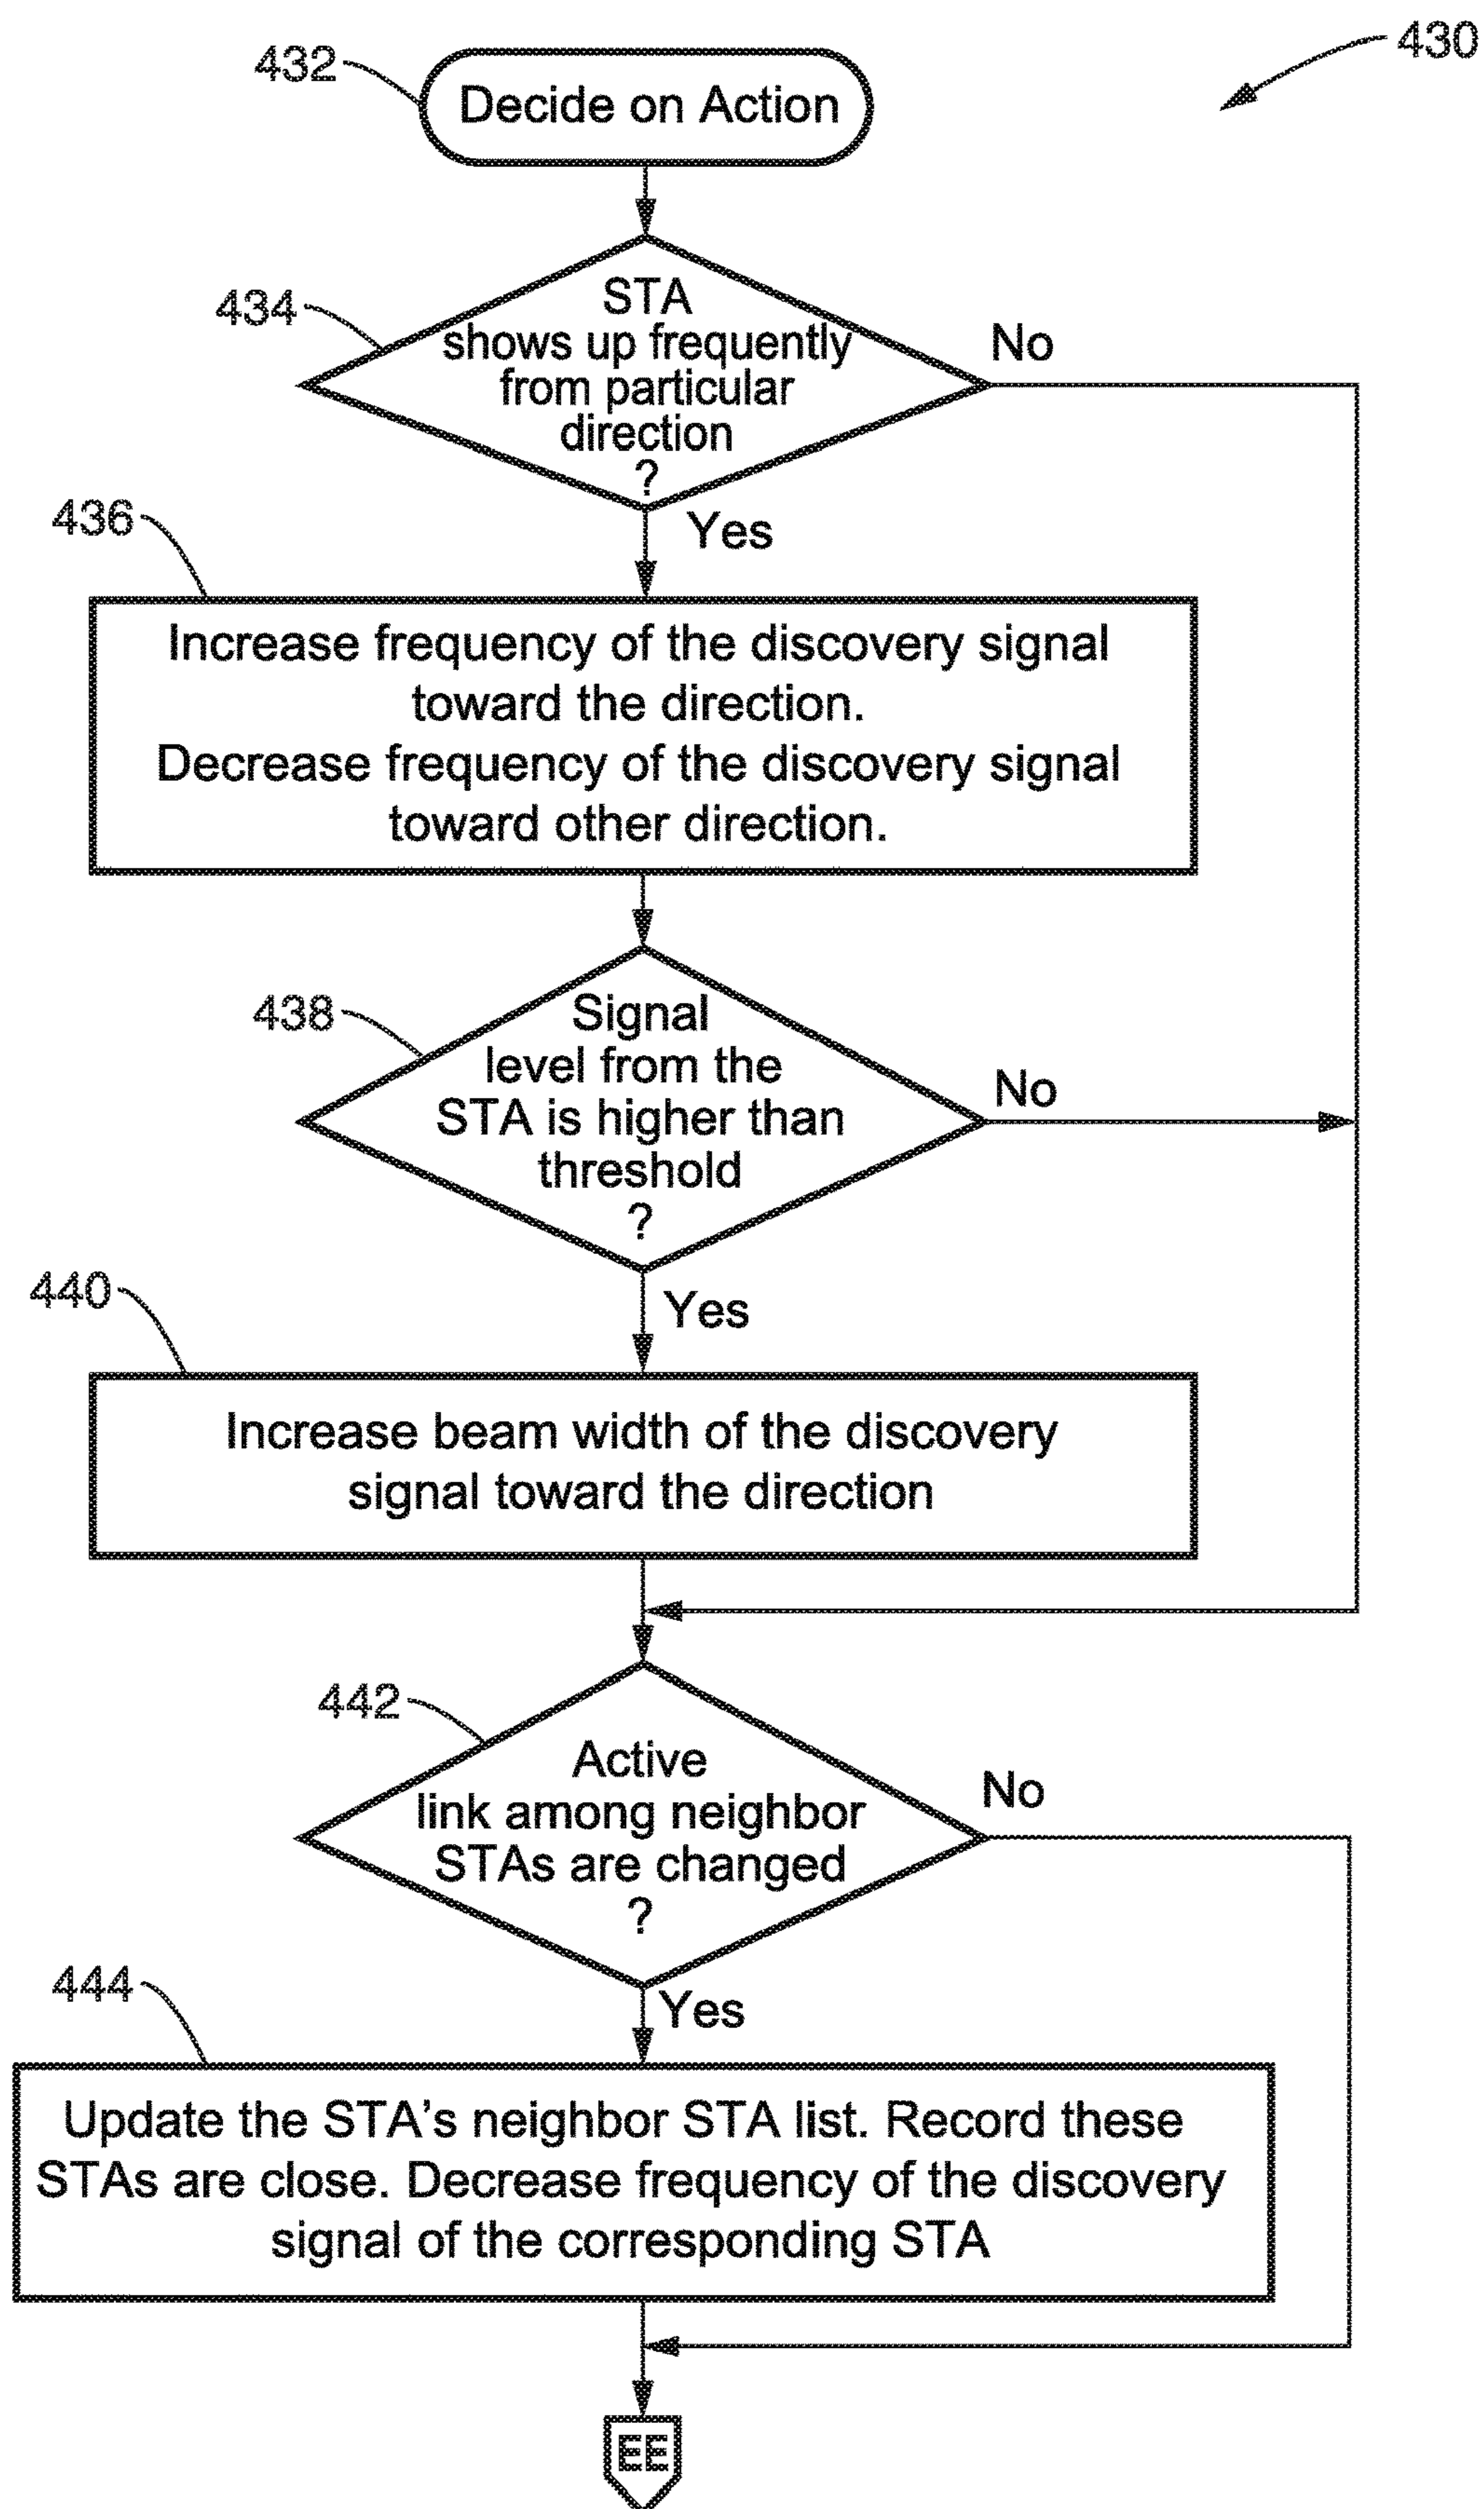 430
432
Decide on Action
434
STA
shows up frequently
from particular
direction
?
No
Yes
436
Increase frequency of the discovery signal
toward the direction.
Decrease frequency of the discovery signal
toward other direction.
438
Signal
level from the
STA is higher than
threshold
?
No
Yes
440
Increase beam width of the discovery
signal toward the direction
442
Active
link among neighbor
STAs are changed
?
No
Yes
444
Update the STA's neighbor STA list. Record these
STAs are close. Decrease frequency of the discovery
signal of the corresponding STA
EE